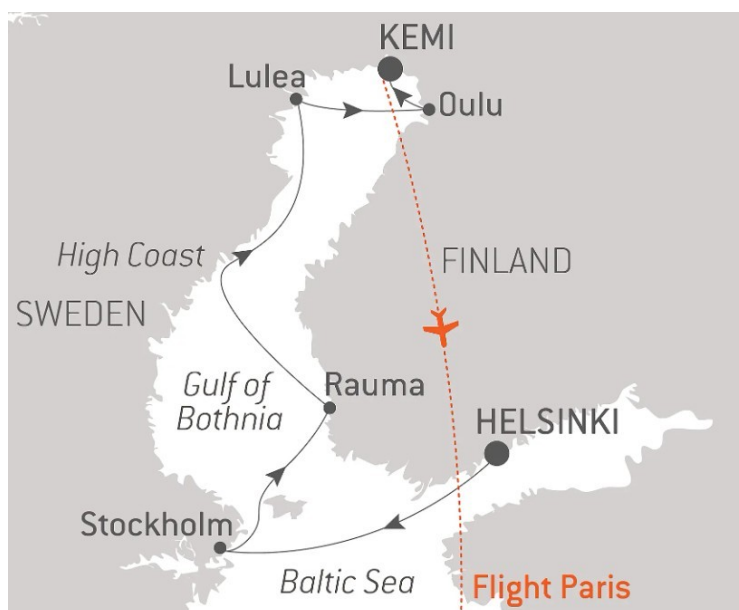 KEMI
Lulea
Oulu
High Coast
FINLAND
SWEDEN
Gulf of
Bothnia
Rauma
HELSINKI
Stockholm
Baltic Sea
Flight Paris